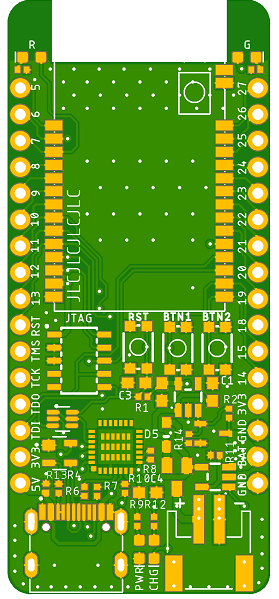 R
G
5
27
6
26
7
25
8
24
9
23
10
22
11
21
12
20
13
19
JLCJLCJLCJLC
RST
JTAG
RST
BTN1
BTN2
18
TMS
15
TCK
C1
14
C3
R1
R2
TDO
3V3
TDI
D5
R14
GND
3V3
R8
R11
BAT
R13
R4
5V
R6
R7
R10
C4
GND
R9
R12
+
-
PWR
CHG